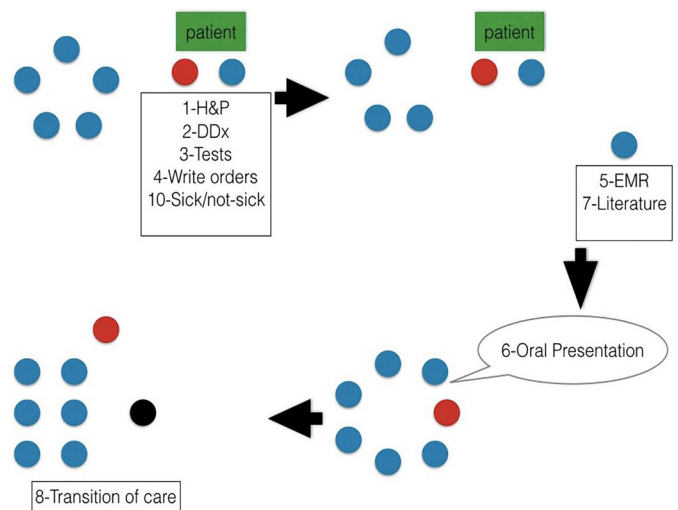 patient
1-H&P
2-DDx
3-Tests
4-Write orders
10-Sick/not-sick
patient
5-EMR
7-Literature
6-Oral Presentation
8-Transition of care